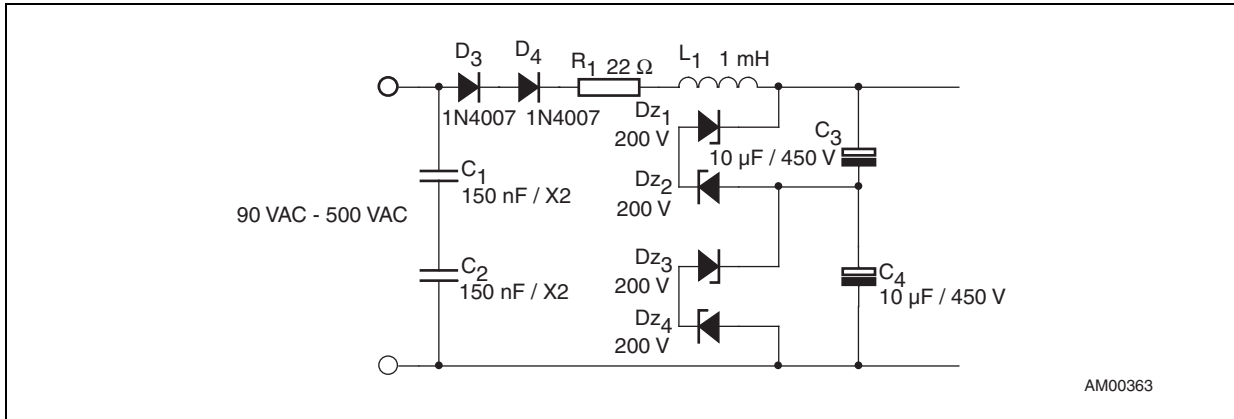 D3
D4
R1 22 Ω
L1 1 mH
1N4007
1N4007
Dz1
200 V
C3
10 µF / 450 V
C1
150 nF / X2
Dz2
200 V
90 VAC - 500 VAC
C2
150 nF / X2
Dz3
200 V
C4
10 µF / 450 V
Dz4
200 V
AM00363